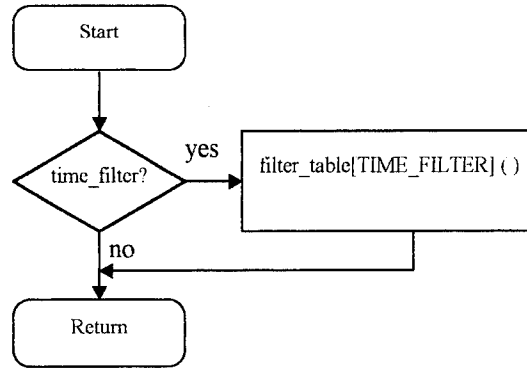 Start
time_filter?
yes
filter_table[TIME_FILTER] ( )
no
Return